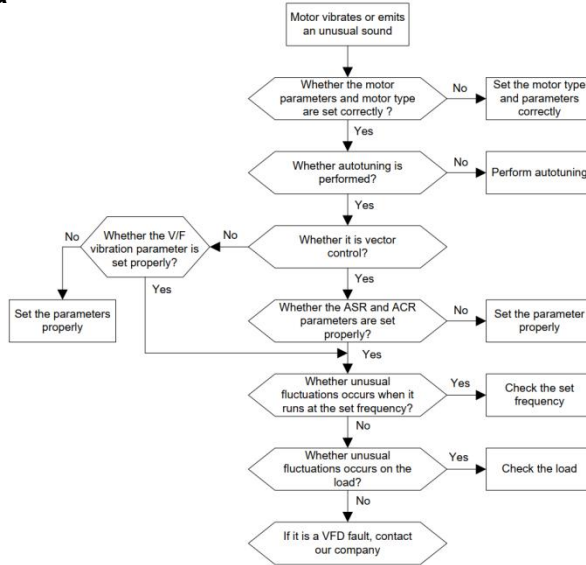 Motor vibrates or emits
an unusual sound
Whether the motor
parameters and motor type
are set correctly ?
No
Set the motor type
and parameters
correctly
Yes
Whether autotuning is
performed?
No
Perform autotuning
Yes
Whether the V/F
vibration parameter is
set properly?
No
No
Whether it is vector
control?
Yes
Yes
Set the parameters
properly
Whether the ASR and ACR
parameters are set
properly?
No
Set the parameter
properly
Yes
Whether unusual
fluctuations occurs when it
runs at the set frequency?
Yes
Check the set
frequency
No
Whether unusual
fluctuations occurs on the
load?
Yes
Check the load
No
If it is a VFD fault, contact
our company